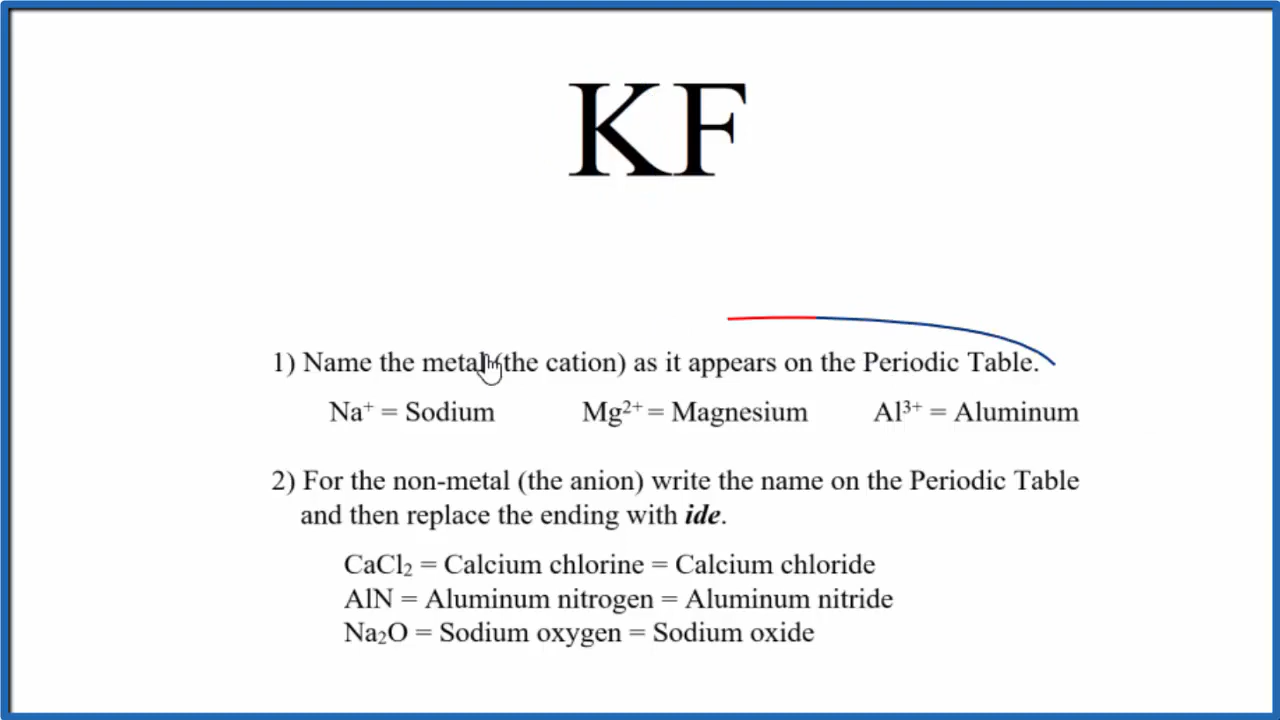 KF
1) Name the metal (the cation) as it appears on the Periodic Table.
Na⁺ = Sodium Mg²⁺ = Magnesium Al³⁺ = Aluminum
2) For the non-metal (the anion) write the name on the Periodic Table
and then replace the ending with ide.
CaCl₂ = Calcium chlorine = Calcium chloride
AlN = Aluminum nitrogen = Aluminum nitride
Na₂O = Sodium oxygen = Sodium oxide